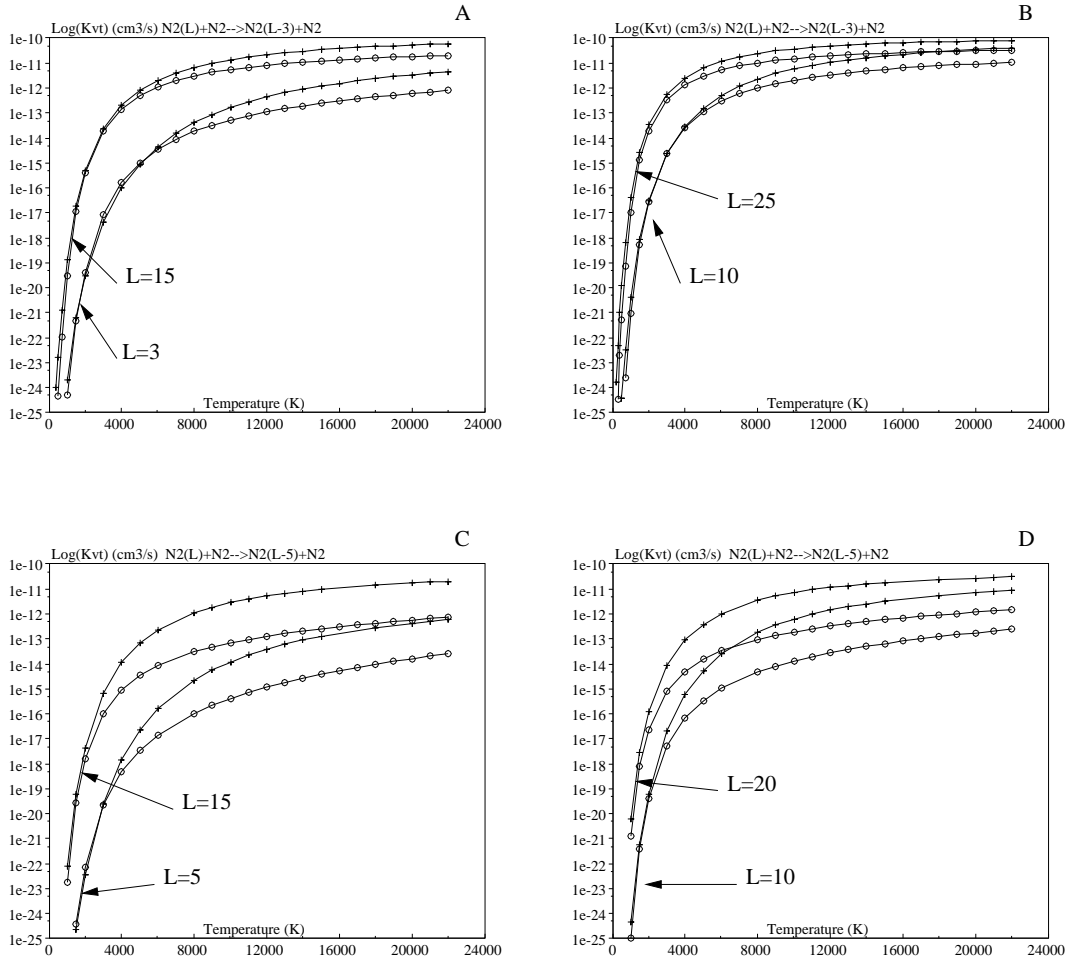 A
Log(Kvt) (cm3/s) N2(L)+N2-->N2(L-3)+N2
1e-10
1e-11
1e-12
1e-13
1e-14
1e-15
1e-16
1e-17
1e-18
1e-19
1e-20
1e-21
1e-22
1e-23
1e-24
1e-25
L=15
L=3
Temperature (K)
0 4000 8000 12000 16000 20000 24000
B
Log(Kvt) (cm3/s) N2(L)+N2-->N2(L-3)+N2
1e-10
1e-11
1e-12
1e-13
1e-14
1e-15
1e-16
1e-17
1e-18
1e-19
1e-20
1e-21
1e-22
1e-23
1e-24
1e-25
L=25
L=10
Temperature (K)
0 4000 8000 12000 16000 20000 24000
C
Log(Kvt) (cm3/s) N2(L)+N2-->N2(L-5)+N2
1e-10
1e-11
1e-12
1e-13
1e-14
1e-15
1e-16
1e-17
1e-18
1e-19
1e-20
1e-21
1e-22
1e-23
1e-24
1e-25
L=15
L=5
Temperature (K)
0 4000 8000 12000 16000 20000 24000
D
Log(Kvt) (cm3/s) N2(L)+N2-->N2(L-5)+N2
1e-10
1e-11
1e-12
1e-13
1e-14
1e-15
1e-16
1e-17
1e-18
1e-19
1e-20
1e-21
1e-22
1e-23
1e-24
1e-25
L=20
L=10
Temperature (K)
0 4000 8000 12000 16000 20000 24000